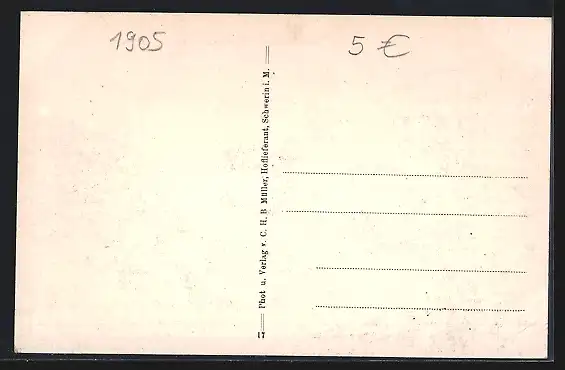 1905
5 €
17
Phot u. Verlag v. C. H. B Müller, Hoflieferant, Schwerin i. M.